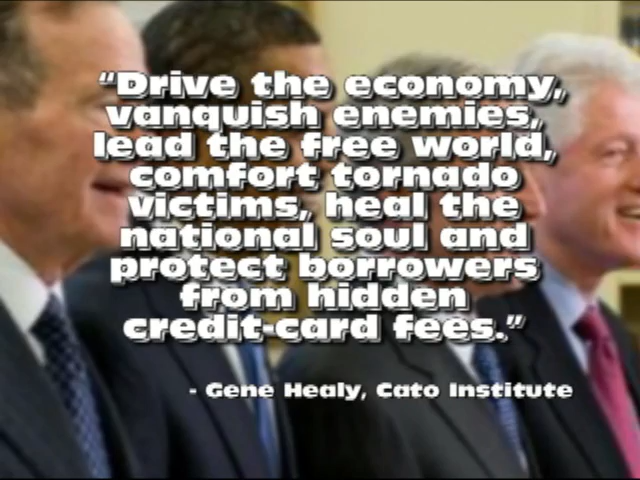 “Drive the economy,
vanquish enemies,
lead the free world,
comfort tornado
victims, heal the
national soul and
protect borrowers
from hidden
credit-card fees.”
- Gene Healy, Cato Institute